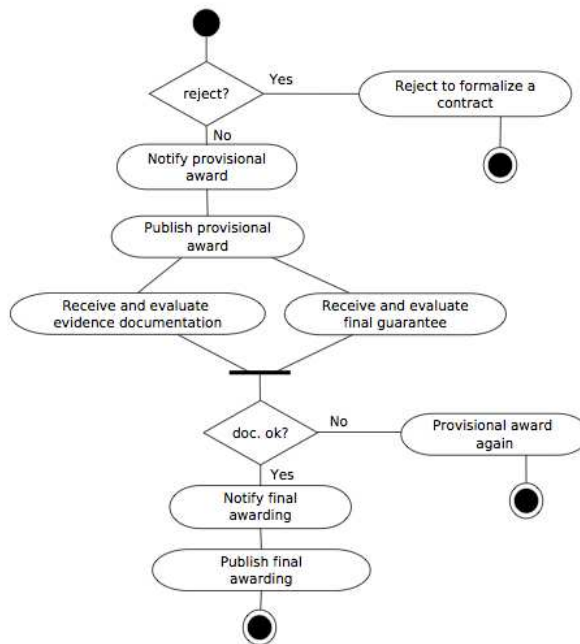 Yes
reject?
Reject to formalize a
contract
No
Notify provisional
award
Publish provisional
award
Receive and evaluate
evidence documentation
Receive and evaluate
final guarantee
No
doc. ok?
Provisional award
again
Yes
Notify final
awarding
Publish final
awarding